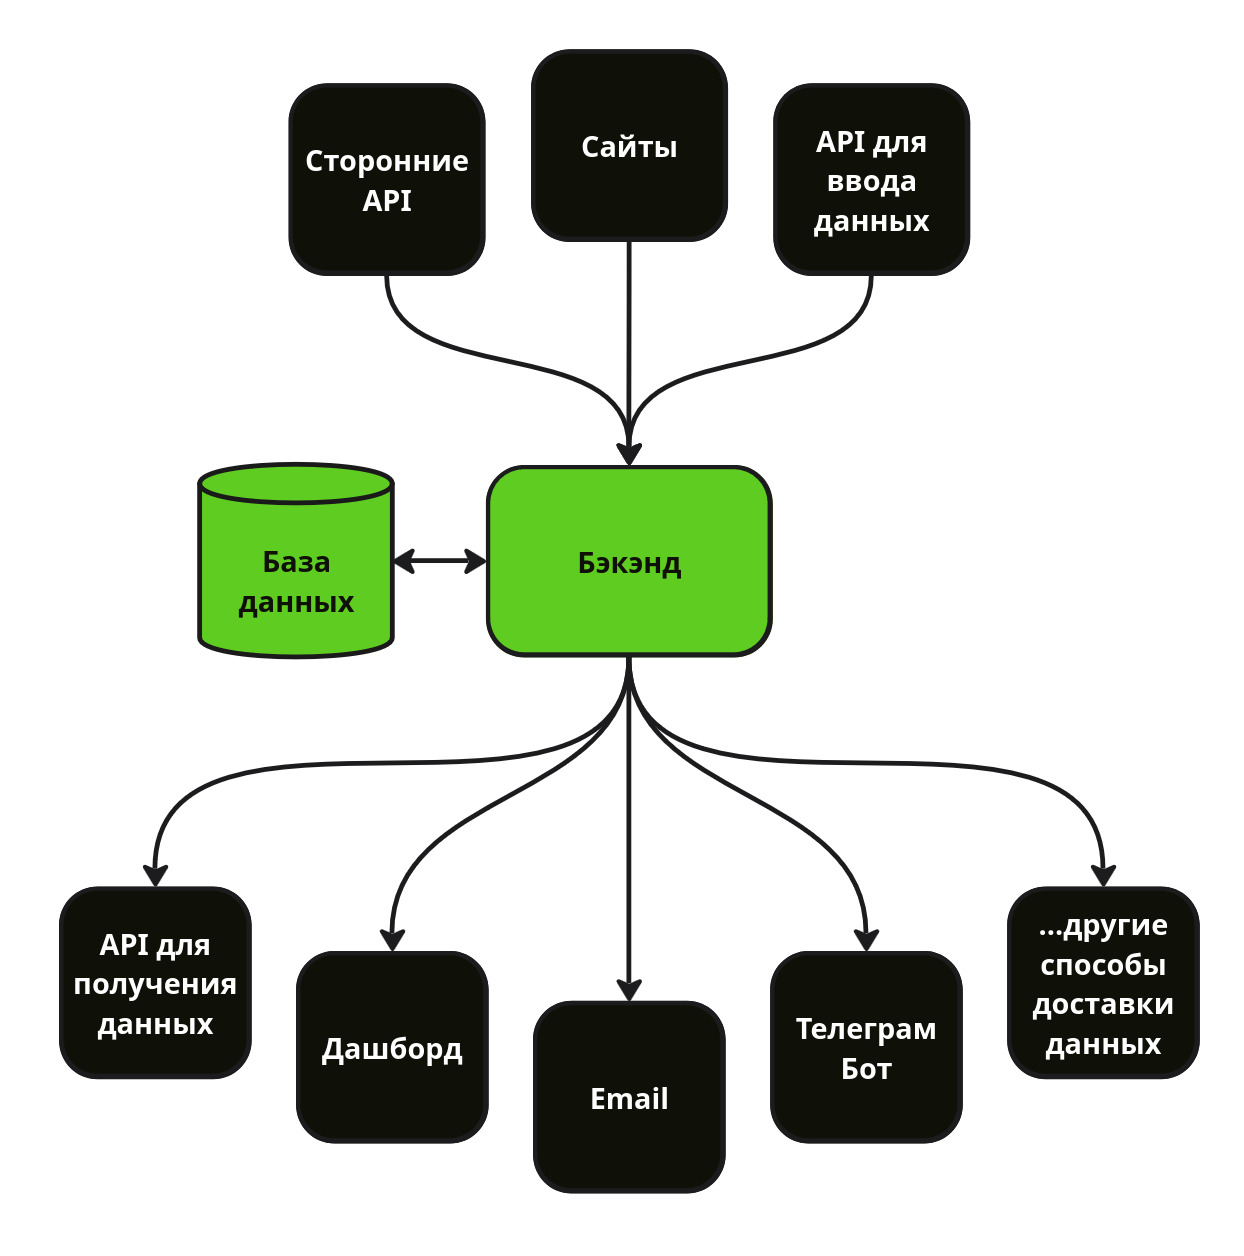 Сторонние
API
Сайты
API для
ввода
данных
База
данных
Бэкэнд
API для
получения
данных
Дашборд
Email
Телеграм
Бот
...другие
способы
доставки
данных